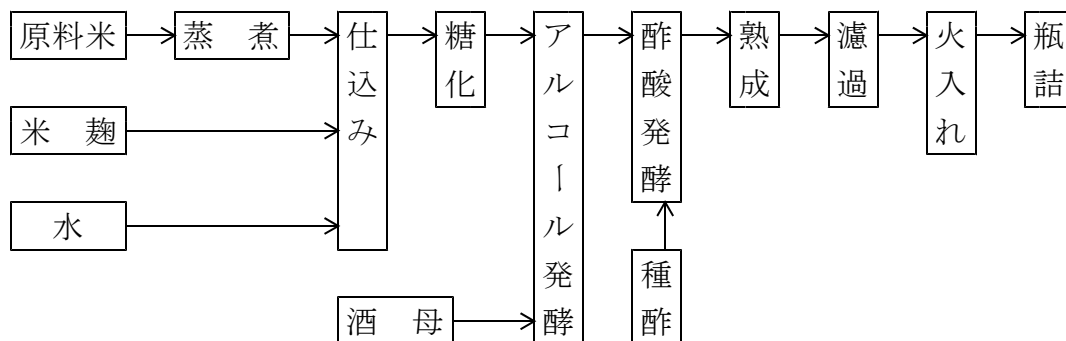 原料米
蒸 煮
仕込み
糖化
アルコール発酵
酢酸発酵
熟成
濾過
火入れ
瓶詰
米 麹
水
酒 母
種酢